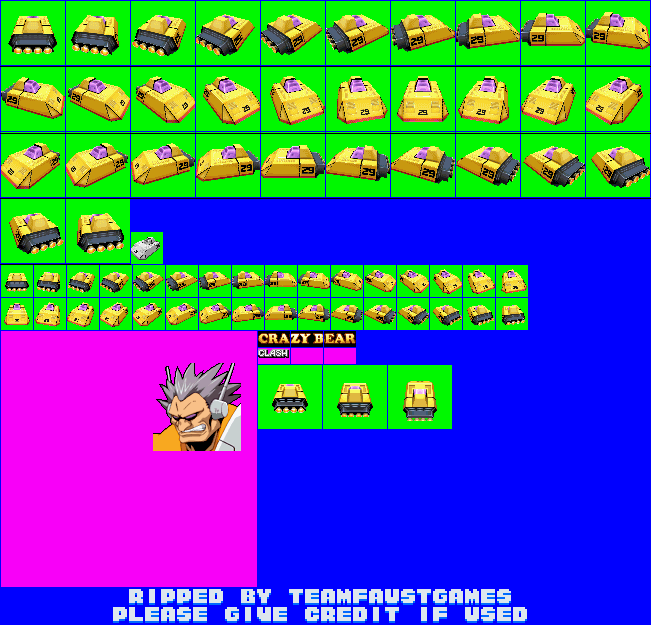 CRAZY BEAR
CLASH
RIPPED BY TEAMFAUSTGAMES
PLEASE GIVE CREDIT IF USED